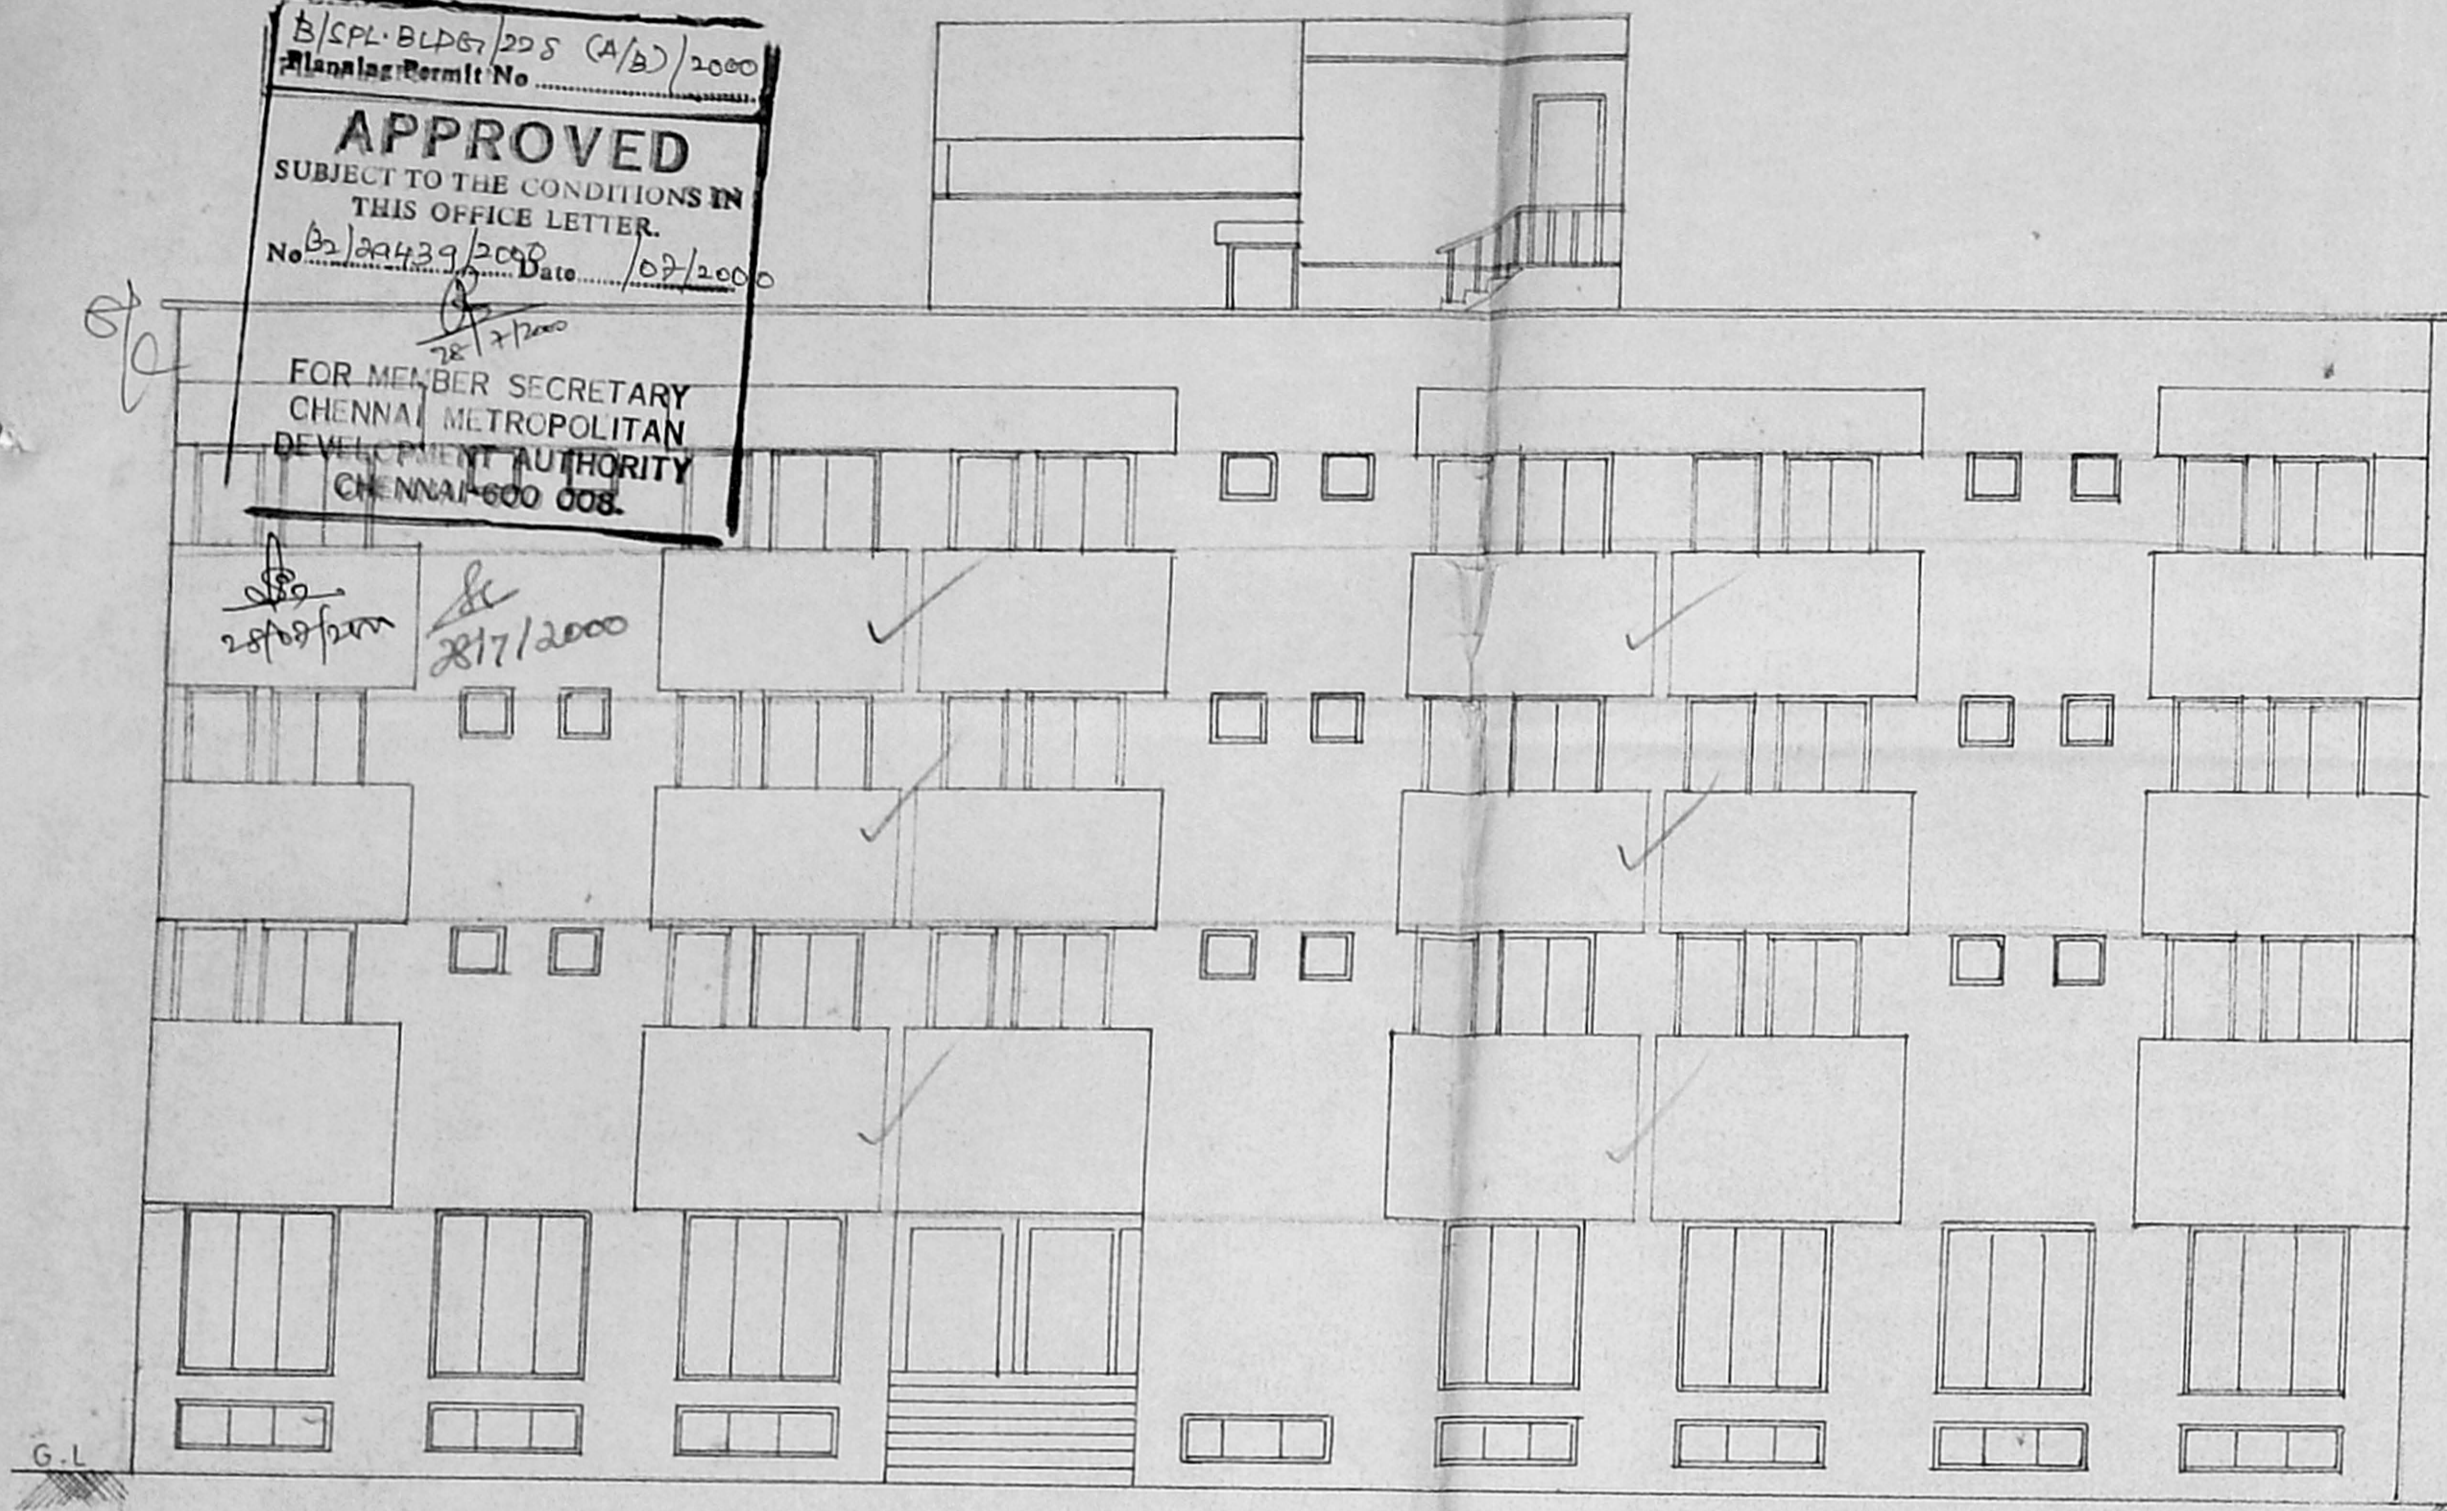 B/SPL.BLDG/225 (A/B)/2000
Planning Permit No ..............................
APPROVED
SUBJECT TO THE CONDITIONS IN
THIS OFFICE LETTER.
No B2/29439/2000 Date....... /07/2000
28/7/2000
FOR MEMBER SECRETARY
CHENNAI METROPOLITAN
DEVELOPMENT AUTHORITY
CHENNAI-600 008.
28/07/2000
28/7/2000
G.L